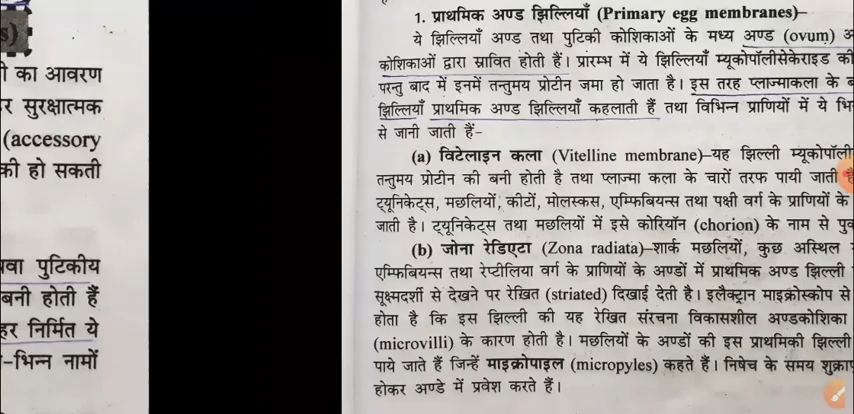 s)
ी का आवरण
र सुरक्षात्मक
(accessory
की हो सकती
वा पुटिकीय
बनी होती हैं
हर निर्मित ये
-भिन्न नामों
1. प्राथमिक अण्ड झिल्लियाँ (Primary egg membranes)–
ये झिल्लियाँ अण्ड तथा पुटिकी कोशिकाओं के मध्य अण्ड (ovum) अ
कोशिकाओं द्वारा स्रावित होती हैं। प्रारम्भ में ये झिल्लियाँ म्यूकोपॉलीसेकेराइड की
परन्तु बाद में इनमें तन्तुमय प्रोटीन जमा हो जाता है। इस तरह प्लाज्माकला के ब
झिल्लियाँ प्राथमिक अण्ड झिल्लियाँ कहलाती हैं तथा विभिन्न प्राणियों में ये भि
से जानी जाती हैं–
(a) विटेलाइन कला (Vitelline membrane)–यह झिल्ली म्यूकोपॉली
तन्तुमय प्रोटीन की बनी होती है तथा प्लाज्मा कला के चारों तरफ पायी जाती है
ट्यूनिकेट्स, मछलियों, कीटों, मोलस्कस, एम्फिबियन्स तथा पक्षी वर्ग के प्राणियों के
जाती है। ट्यूनिकेट्स तथा मछलियों में इसे कोरियॉन (chorion) के नाम से पु
(b) जोना रेडिएटा (Zona radiata)–शार्क मछलियों, कुछ अस्थिल
एम्फिबियन्स तथा रेप्टीलिया वर्ग के प्राणियों के अण्डों में प्राथमिक अण्ड झिल्ली
सूक्ष्मदर्शी से देखने पर रेखित (striated) दिखाई देती है। इलैक्ट्रान माइक्रोस्कोप से
होता है कि इस झिल्ली की यह रेखित संरचना विकासशील अण्डकोशिका
(microvilli) के कारण होती है। मछलियों के अण्डों की इस प्राथमिकी झिल्ली
पाये जाते हैं जिन्हें माइक्रोपाइल (micropyles) कहते हैं। निषेच के समय शुक्राण
होकर अण्डे में प्रवेश करते हैं।